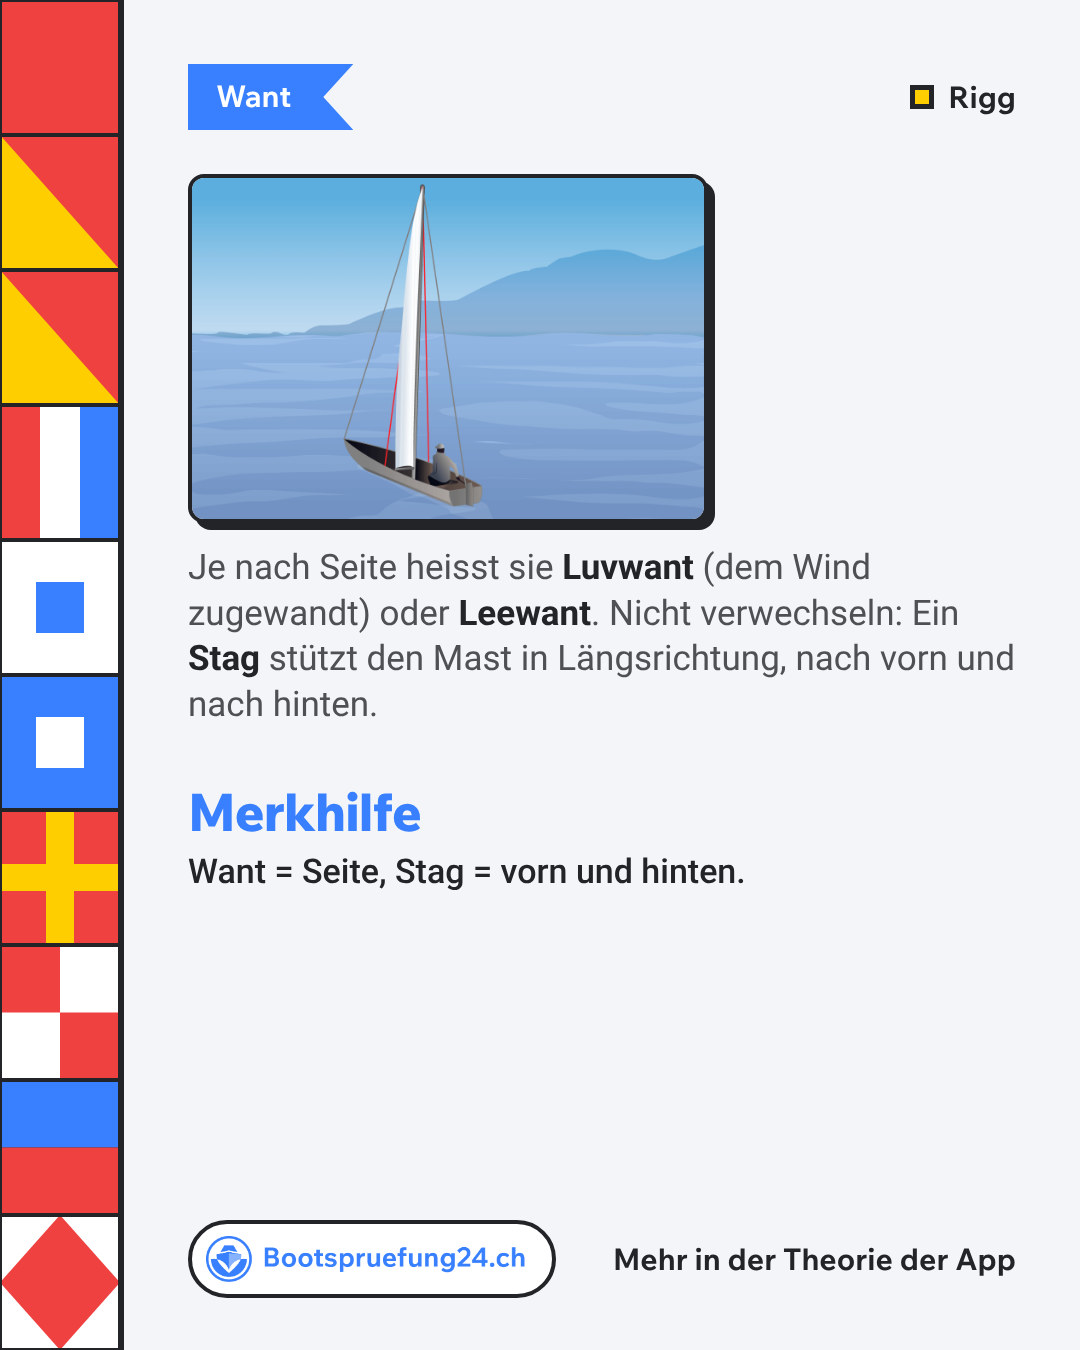 Want
Rigg
Je nach Seite heisst sie Luvwant (dem Wind
zugewandt) oder Leewant. Nicht verwechseln: Ein
Stag stützt den Mast in Längsrichtung, nach vorn und
nach hinten.
Merkhilfe
Want = Seite, Stag = vorn und hinten.
Bootspruefung24.ch
Mehr in der Theorie der App